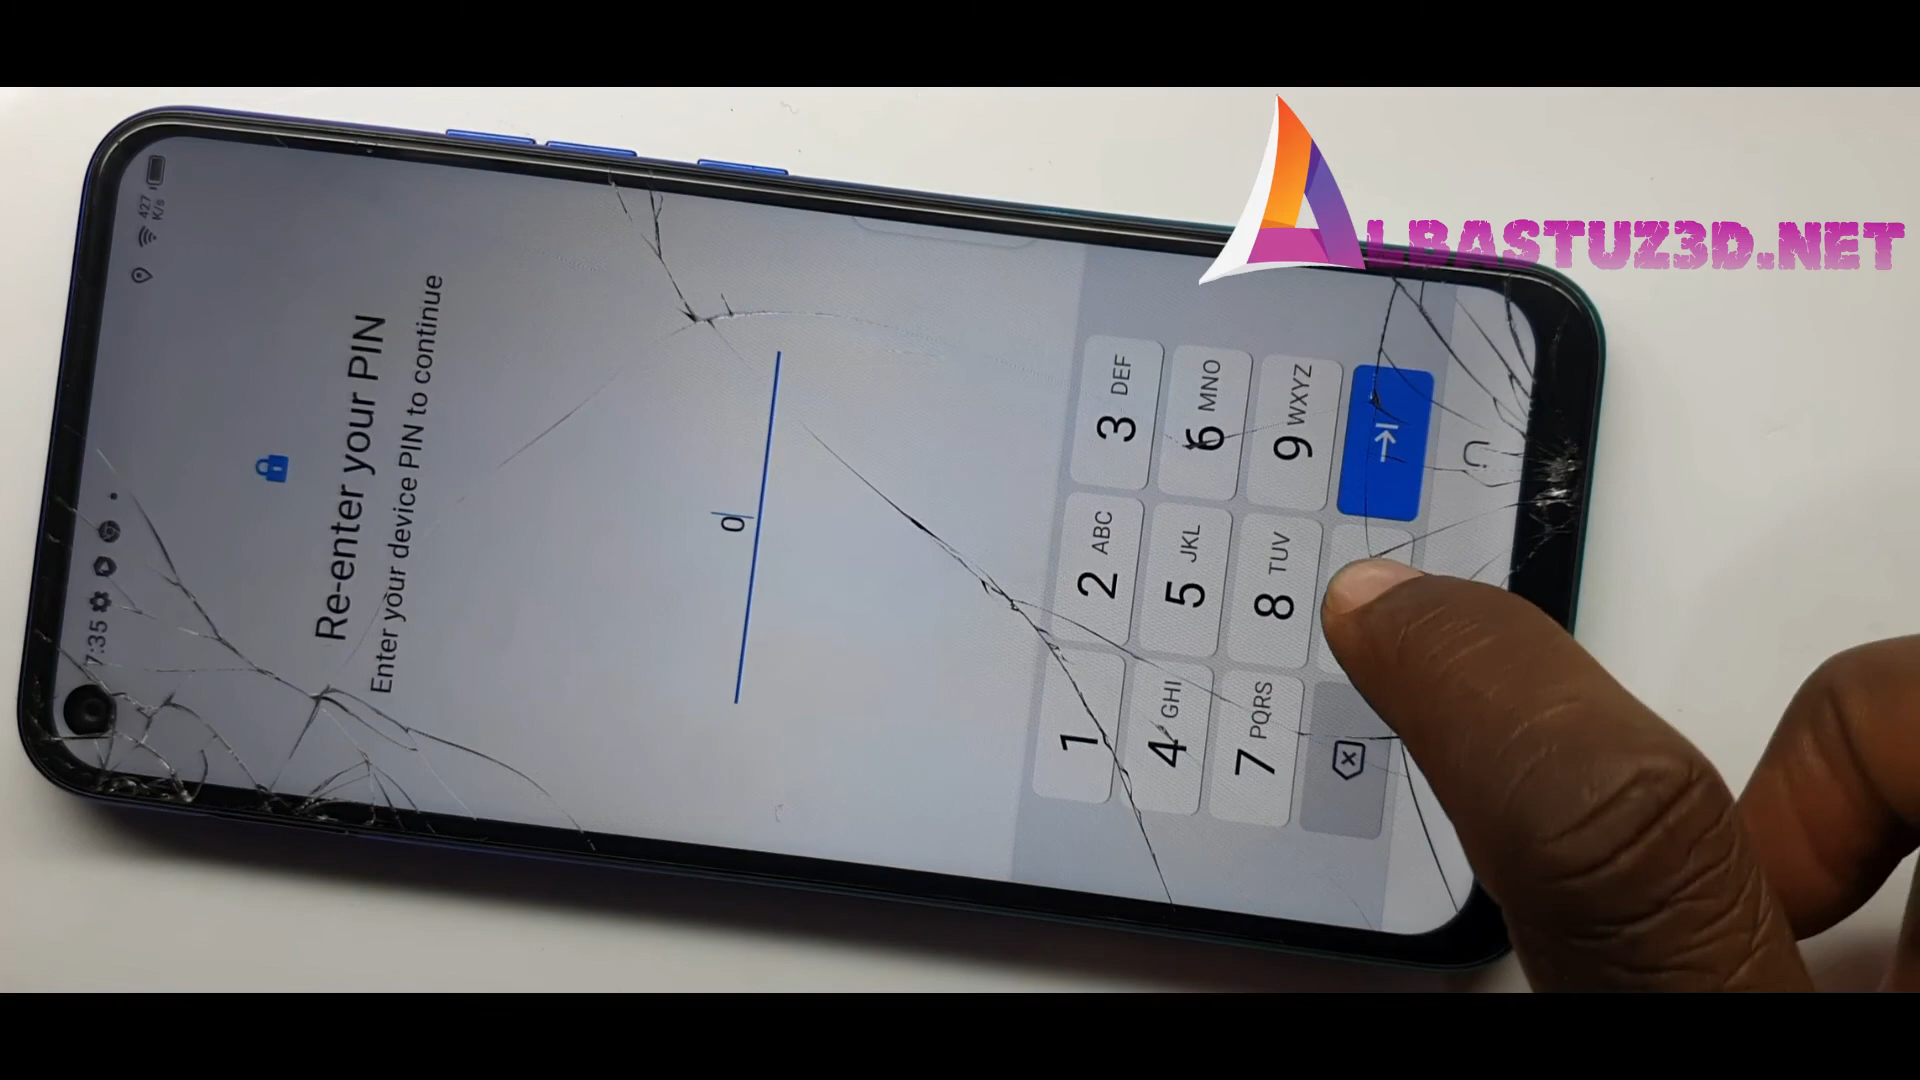 ALBASTUZ3D.NET
7:35
427
K/s
Re-enter your PIN
Enter your device PIN to continue
0
1
2 ABC
3 DEF
4 GHI
5 JKL
6 MNO
7 PQRS
8 TUV
9 WXYZ